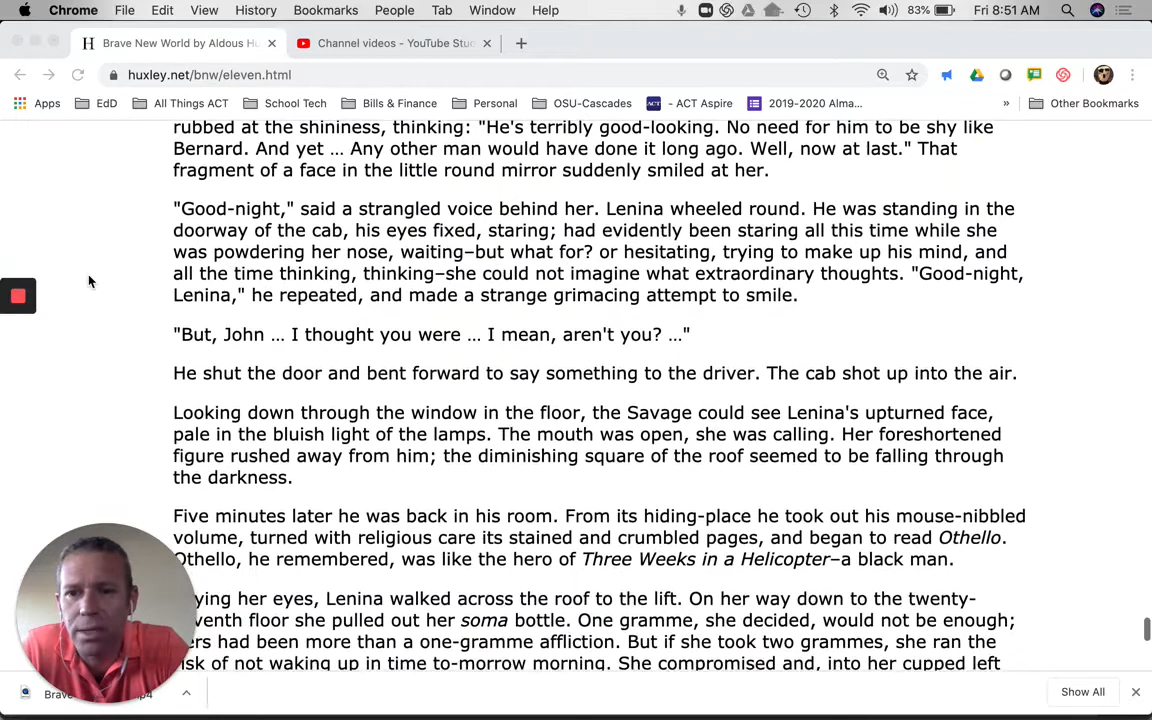 Chrome File Edit View History Bookmarks People Tab Window Help 83% Fri 8:51 AM
H Brave New World by Aldous Hu Channel videos - YouTube Stud
huxley.net/bnw/eleven.html
Apps EdD All Things ACT School Tech Bills & Finance Personal OSU-Cascades ACT - ACT Aspire 2019-2020 Alma... » Other Bookmarks
rubbed at the shininess, thinking: "He's terribly good-looking. No need for him to be shy like
Bernard. And yet … Any other man would have done it long ago. Well, now at last." That
fragment of a face in the little round mirror suddenly smiled at her.
"Good-night," said a strangled voice behind her. Lenina wheeled round. He was standing in the
doorway of the cab, his eyes fixed, staring; had evidently been staring all this time while she
was powdering her nose, waiting–but what for? or hesitating, trying to make up his mind, and
all the time thinking, thinking–she could not imagine what extraordinary thoughts. "Good-night,
Lenina," he repeated, and made a strange grimacing attempt to smile.
"But, John … I thought you were … I mean, aren't you? …"
He shut the door and bent forward to say something to the driver. The cab shot up into the air.
Looking down through the window in the floor, the Savage could see Lenina's upturned face,
pale in the bluish light of the lamps. The mouth was open, she was calling. Her foreshortened
figure rushed away from him; the diminishing square of the roof seemed to be falling through
the darkness.
Five minutes later he was back in his room. From its hiding-place he took out his mouse-nibbled
volume, turned with religious care its stained and crumbled pages, and began to read Othello.
Othello, he remembered, was like the hero of Three Weeks in a Helicopter–a black man.
ying her eyes, Lenina walked across the roof to the lift. On her way down to the twenty-
venth floor she pulled out her soma bottle. One gramme, she decided, would not be enough;
ers had been more than a one-gramme affliction. But if she took two grammes, she ran the
isk of not waking up in time to-morrow morning. She compromised and, into her cupped left
Brave p4 Show All